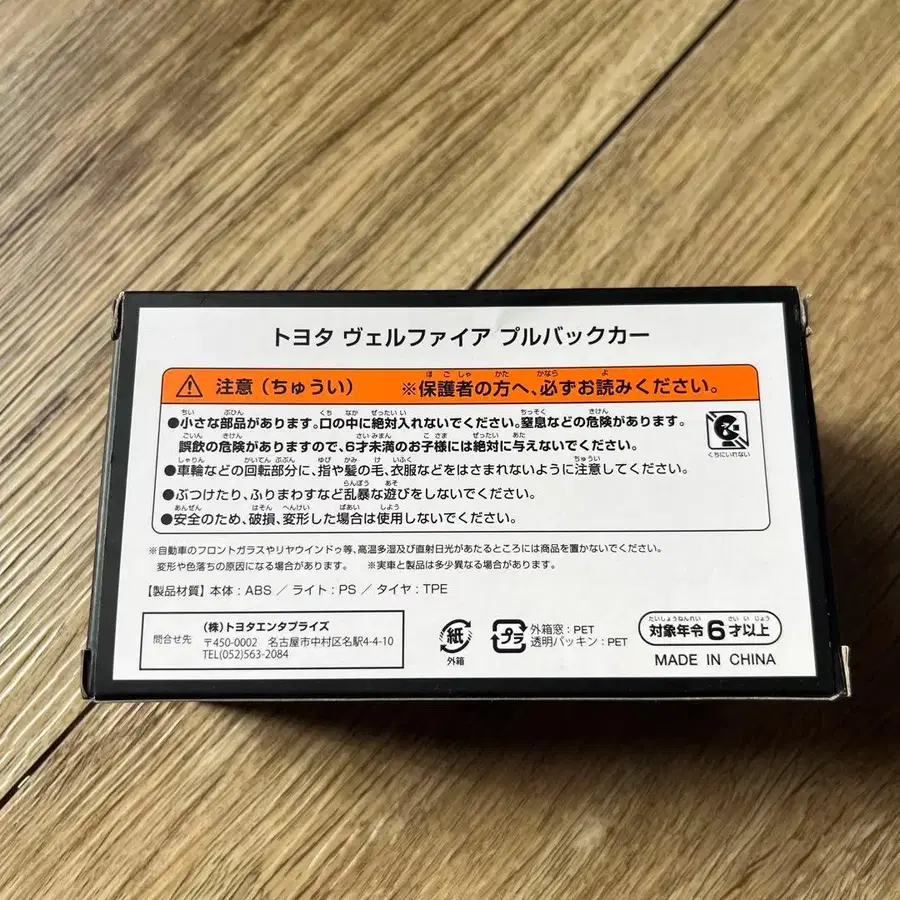 トヨタ ヴェルファイア プルバックカー
注意（ちゅうい） ※保護者の方へ、必ずお読みください。
●小さな部品があります。口の中に絶対入れないでください。窒息などの危険があります。
誤飲の危険がありますので、6才未満のお子様には絶対に与えないでください。
くちにいれない
●車輪などの回転部分に、指や髪の毛、衣服などをはさまれないように注意してください。
●ぶつけたり、ふりまわすなど乱暴な遊びをしないでください。
●安全のため、破損、変形した場合は使用しないでください。
※自動車のフロントガラスやリヤウインドゥ等、高温多湿及び直射日光があたるところには商品を置かないでください。
変形や色落ちの原因になる場合があります。 ※実車と製品は多少異なる場合があります。
【製品材質】本体：ABS ／ ライト：PS ／ タイヤ：TPE
問合せ先
（株）トヨタエンタプライズ
〒450-0002 名古屋市中村区名駅4-4-10
TEL(052)563-2084
紙
外箱
プラ
外箱窓：PET
透明パッキン：PET
対象年令6才以上
MADE IN CHINA